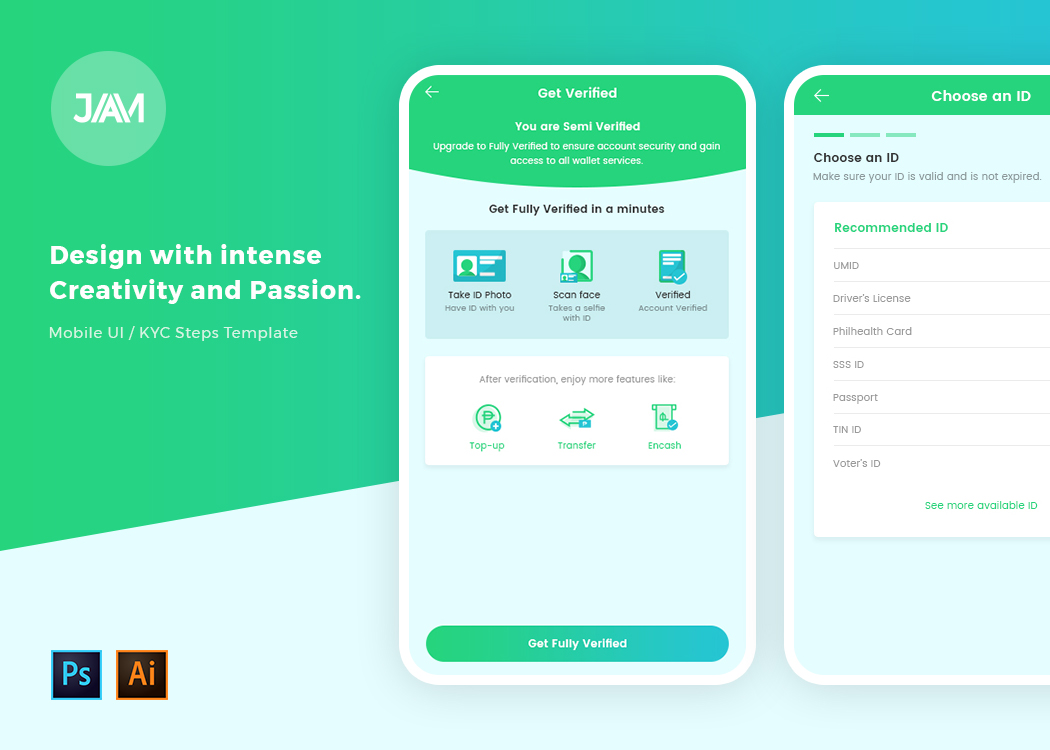 JAM
Design with intense
Creativity and Passion.
Mobile UI / KYC Steps Template
Ps
Ai
Get Verified
You are Semi Verified
Upgrade to Fully Verified to ensure account security and gain
access to all wallet services.
Get Fully Verified in a minutes
Take ID Photo
Have ID with you
Scan face
Takes a selfie
with ID
Verified
Account Verified
After verification, enjoy more features like:
Top-up
Transfer
Encash
Get Fully Verified
Choose an ID
Choose an ID
Make sure your ID is valid and is not expired.
Recommended ID
UMID
Driver's License
Philhealth Card
SSS ID
Passport
TIN ID
Voter's ID
See more available ID